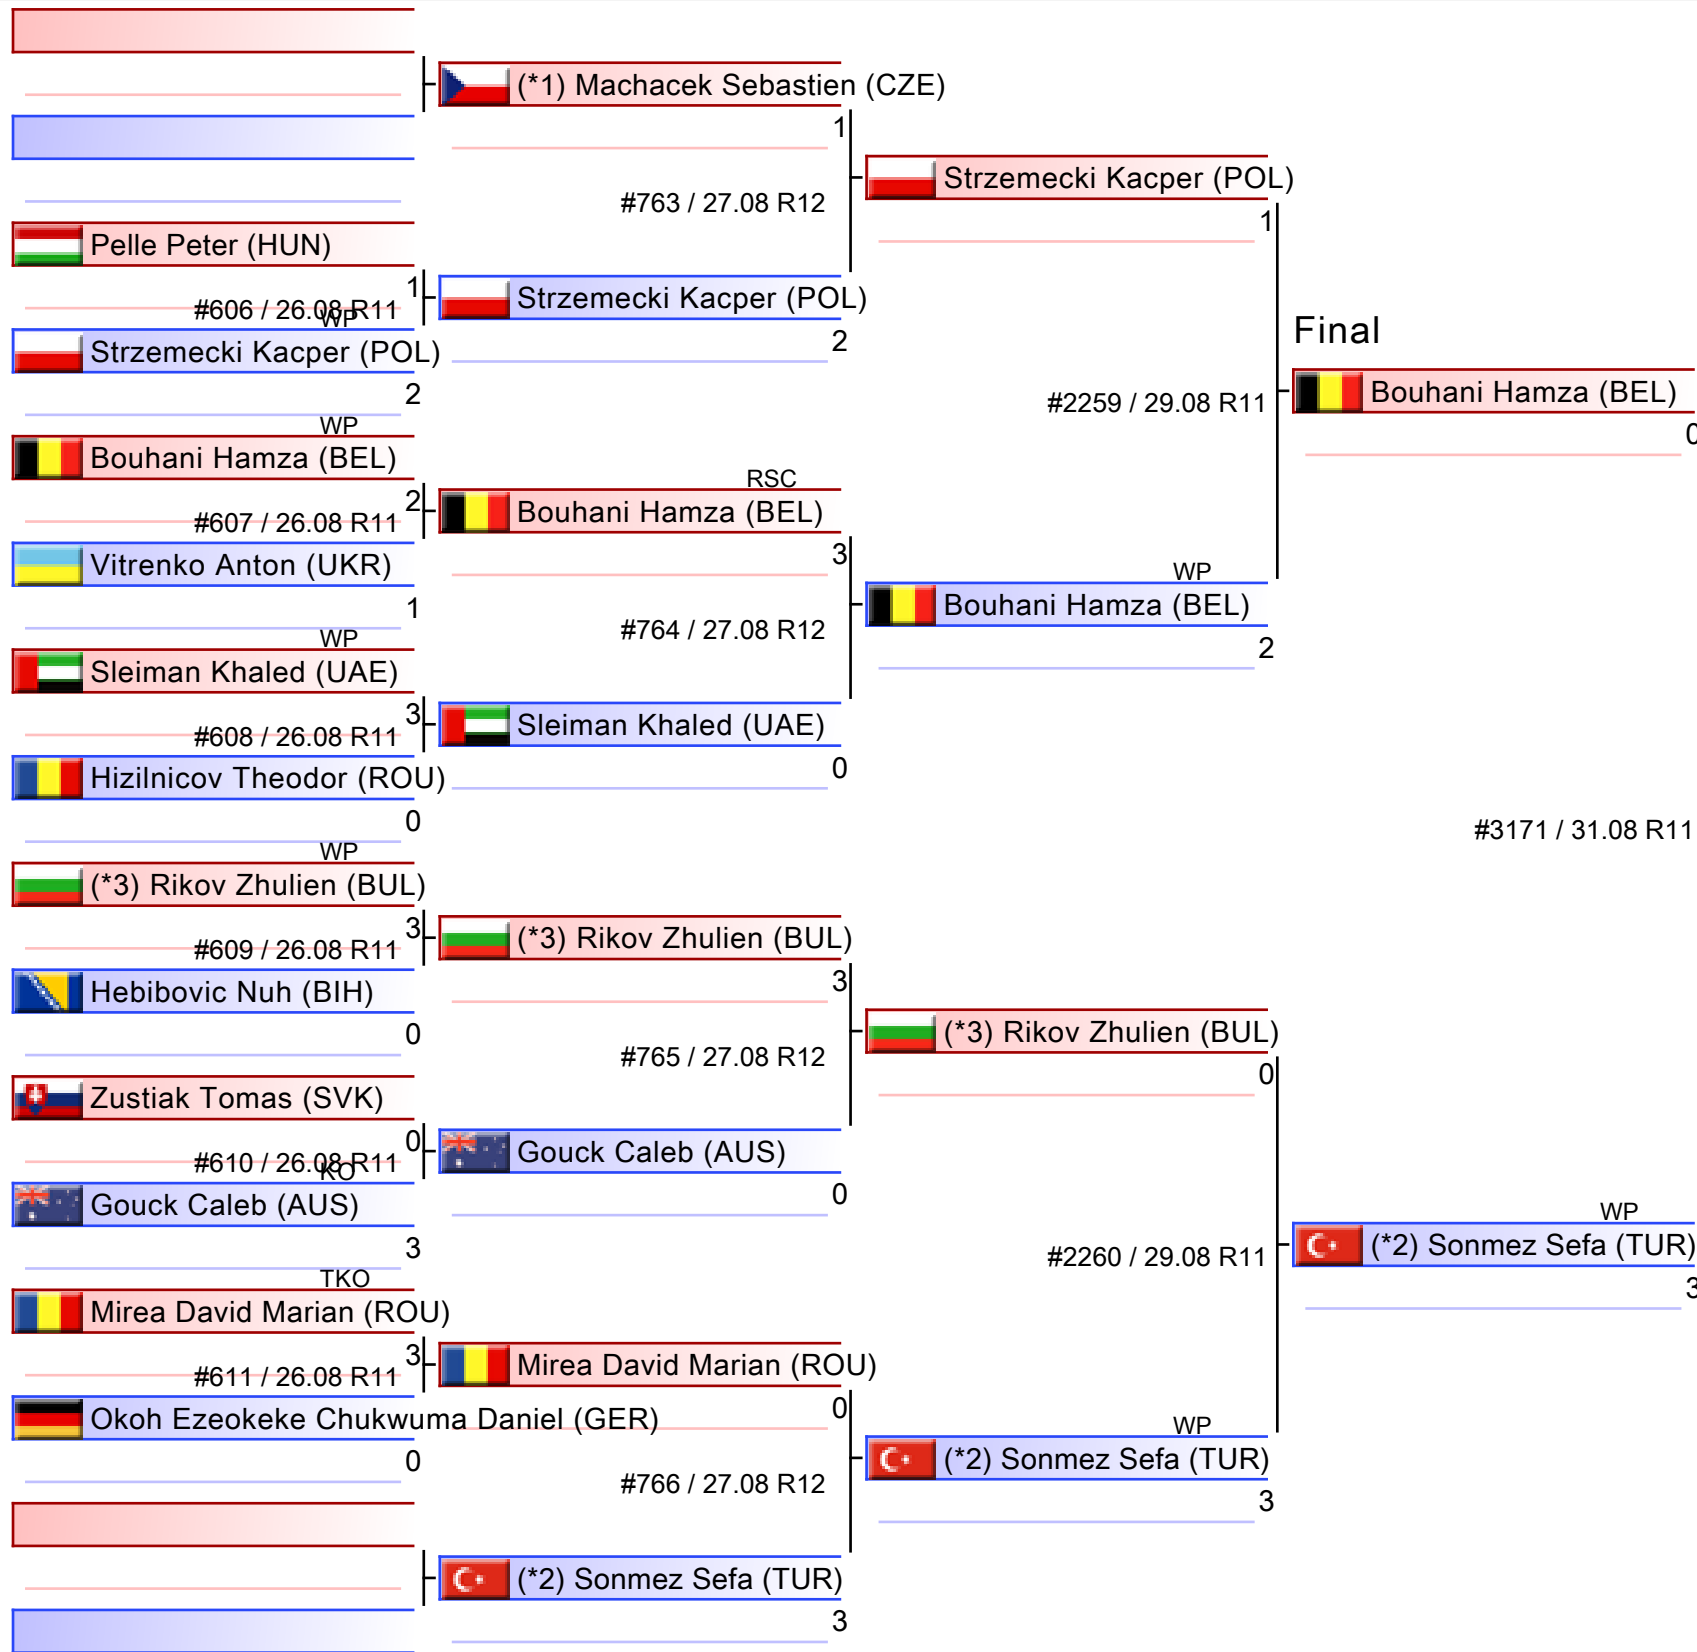 (*1) Machacek Sebastien (CZE)
1
#763 / 27.08 R12
Strzemecki Kacper (POL)
1
Pelle Peter (HUN)
1
#606 / 26.08 R11
WP
Strzemecki Kacper (POL)
2
Strzemecki Kacper (POL)
2
Final
#2259 / 29.08 R11
Bouhani Hamza (BEL)
0
WP
Bouhani Hamza (BEL)
2
#607 / 26.08 R11
Vitrenko Anton (UKR)
1
RSC
Bouhani Hamza (BEL)
3
#764 / 27.08 R12
WP
Bouhani Hamza (BEL)
2
WP
Sleiman Khaled (UAE)
3
#608 / 26.08 R11
Hizilnicov Theodor (ROU)
0
Sleiman Khaled (UAE)
0
#3171 / 31.08 R11
WP
(*3) Rikov Zhulien (BUL)
3
#609 / 26.08 R11
Hebibovic Nuh (BIH)
0
(*3) Rikov Zhulien (BUL)
3
#765 / 27.08 R12
(*3) Rikov Zhulien (BUL)
0
Zustiak Tomas (SVK)
0
#610 / 26.08 R11
KO
Gouck Caleb (AUS)
3
Gouck Caleb (AUS)
0
#2260 / 29.08 R11
WP
(*2) Sonmez Sefa (TUR)
3
TKO
Mirea David Marian (ROU)
3
#611 / 26.08 R11
Okoh Ezeokeke Chukwuma Daniel (GER)
0
Mirea David Marian (ROU)
0
#766 / 27.08 R12
WP
(*2) Sonmez Sefa (TUR)
3
(*2) Sonmez Sefa (TUR)
3